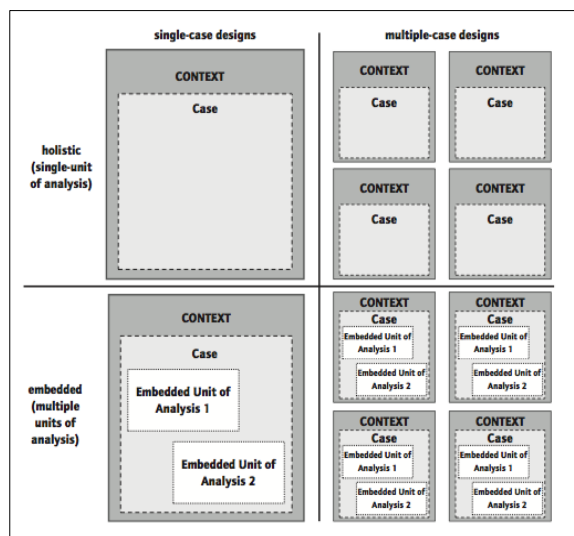 single-case designs
multiple-case designs
holistic
(single-unit
of analysis)
CONTEXT
Case
CONTEXT
Case
CONTEXT
Case
CONTEXT
Case
CONTEXT
Case
embedded
(multiple
units of
analysis)
CONTEXT
Case
Embedded Unit of
Analysis 1
Embedded Unit of
Analysis 2
CONTEXT
Case
Embedded Unit of
Analysis 1
Embedded Unit of
Analysis 2
CONTEXT
Case
Embedded Unit of
Analysis 1
Embedded Unit of
Analysis 2
CONTEXT
Case
Embedded Unit of
Analysis 1
Embedded Unit of
Analysis 2
CONTEXT
Case
Embedded Unit of
Analysis 1
Embedded Unit of
Analysis 2